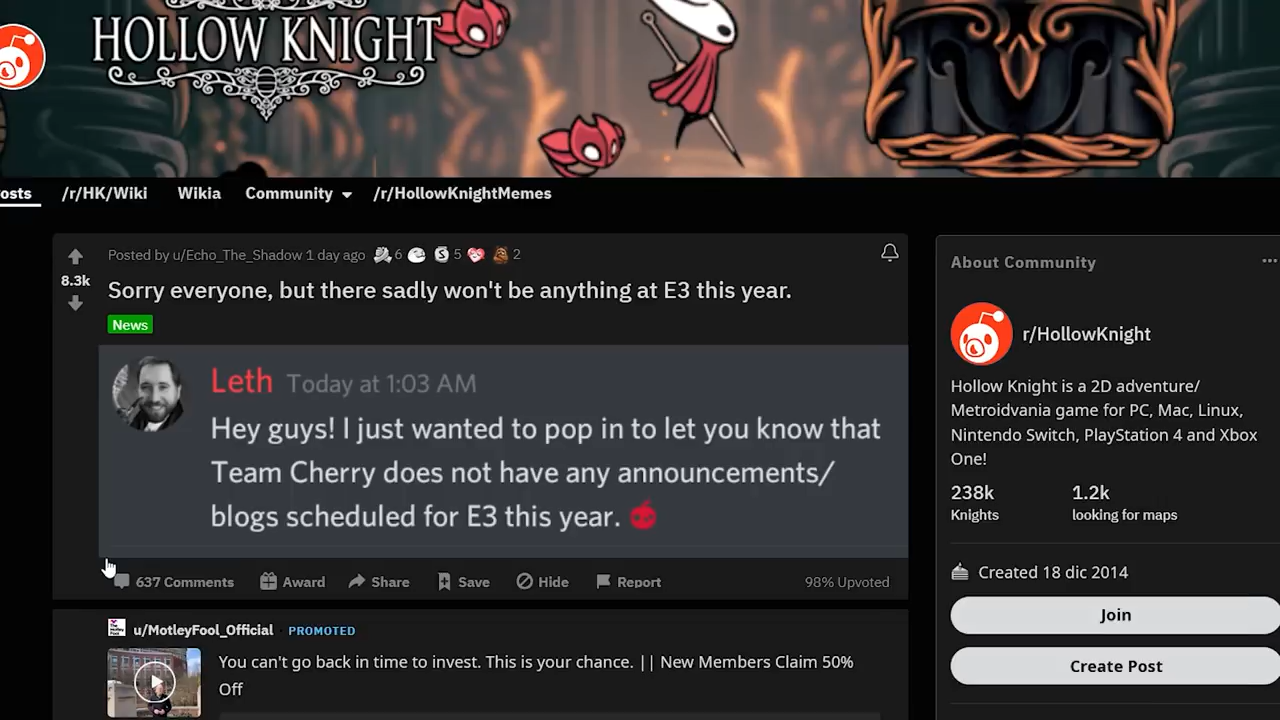 HOLLOW KNIGHT
osts /r/HK/Wiki Wikia Community /r/HollowKnightMemes
Posted by u/Echo_The_Shadow 1 day ago 6 5 2
8.3k
Sorry everyone, but there sadly won't be anything at E3 this year.
News
Leth Today at 1:03 AM
Hey guys! I just wanted to pop in to let you know that
Team Cherry does not have any announcements/
blogs scheduled for E3 this year.
637 Comments Award Share Save Hide Report 98% Upvoted
u/MotleyFool_Official PROMOTED
You can't go back in time to invest. This is your chance. || New Members Claim 50%
Off
About Community
r/HollowKnight
Hollow Knight is a 2D adventure/
Metroidvania game for PC, Mac, Linux,
Nintendo Switch, PlayStation 4 and Xbox
One!
238k 1.2k
Knights looking for maps
Created 18 dic 2014
Join
Create Post